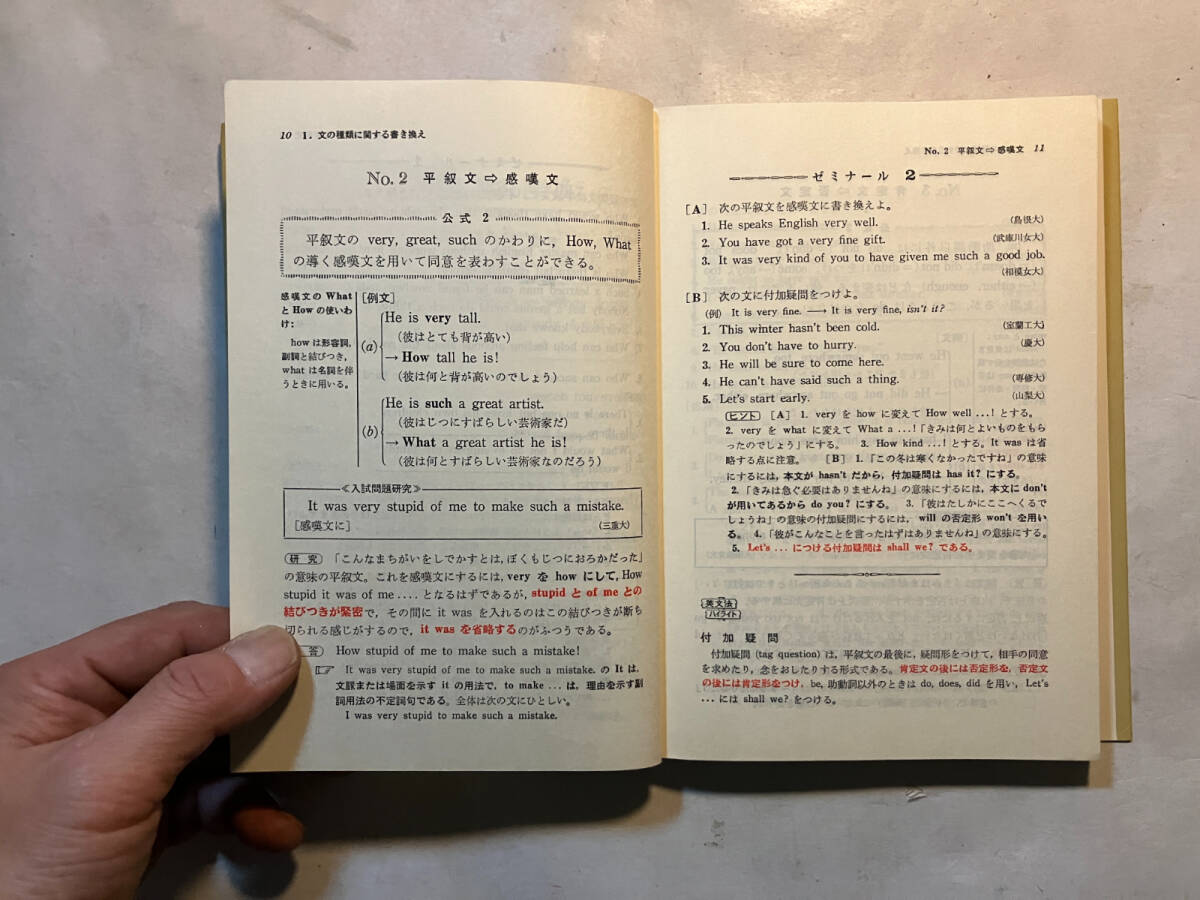 10 1. 文の種類に関する書き換え
No. 2 平叙文⇨感嘆文
公式 2
平叙文の very, great, such のかわりに, How, What
の導く感嘆文を用いて同意を表わすことができる。
感嘆文の What
と How の使いわ
け:
how は形容詞,
副詞と結びつき,
what は名詞を伴
うときに用いる。
[例文]
(a)
He is very tall.
(彼はとても背が高い)
→ How tall he is!
(彼は何と背が高いのでしょう)
(b)
He is such a great artist.
(彼はじつにすばらしい芸術家だ)
→ What a great artist he is!
(彼は何とすばらしい芸術家なのだろう)
≪入試問題研究≫
It was very stupid of me to make such a mistake.
[感嘆文に] (三重大)
研究 「こんなまちがいをしでかすとは, ぼくもじつにおろかだった」
の意味の平叙文。これを感嘆文にするには, very を how にして, How
stupid it was of me .... となるはずであるが, stupid と of me との
結びつきが緊密で, その間に it was を入れるのはこの結びつきが断ち
切られる感じがするので, it was を省略するのがふつうである。
答) How stupid of me to make such a mistake!
☞ It was very stupid of me to make such a mistake. の It は,
文脈または場面を示す it の用法で, to make ... は, 理由を示す副
詞用法の不定詞句である。全体は次の文にひとしい。
I was very stupid to make such a mistake.
No. 2 平叙文⇨感嘆文 11
ゼミナール 2
[A] 次の平叙文を感嘆文に書き換えよ。
1. He speaks English very well. (島根大)
2. You have got a very fine gift. (武庫川女大)
3. It was very kind of you to have given me such a good job.
(相模女大)
[B] 次の文に付加疑問をつけよ。
(例) It is very fine. ⟶ It is very fine, isn't it?
1. This winter hasn't been cold. (室蘭工大)
2. You don't have to hurry. (慶大)
3. He will be sure to come here.
4. He can't have said such a thing. (専修大)
5. Let's start early. (山梨大)
ヒント [A] 1. very を how に変えて How well ...! とする。
2. very を what に変えて What a ...!「きみは何とよいものをもら
ったのでしょう」にする。 3. How kind ...! とする。It was は省
略する点に注意。 [B] 1.「この冬は寒くなかったですね」の意味
にするには, 本文が hasn't だから, 付加疑問は has it? にする。
2.「きみは急ぐ必要はありませんね」の意味にするには, 本文に don't
が用いてあるから do you? にする。 3.「彼はたしかにここへくるで
しょうね」の意味の付加疑問にするには, will の否定形 won't を用い
る。 4.「彼がこんなことを言ったはずはありませんね」の意味にする。
5. Let's ... につける付加疑問は shall we? である。
英文法
ハイライト
付加疑問
付加疑問 (tag question) は, 平叙文の最後に, 疑問形をつけて, 相手の同意
を求めたり, 念をおしたりする形式である。肯定文の後には否定形を, 否定文
の後には肯定形をつけ, be, 助動詞以外のときは do, does, did を用い, Let's
... には shall we? をつける。